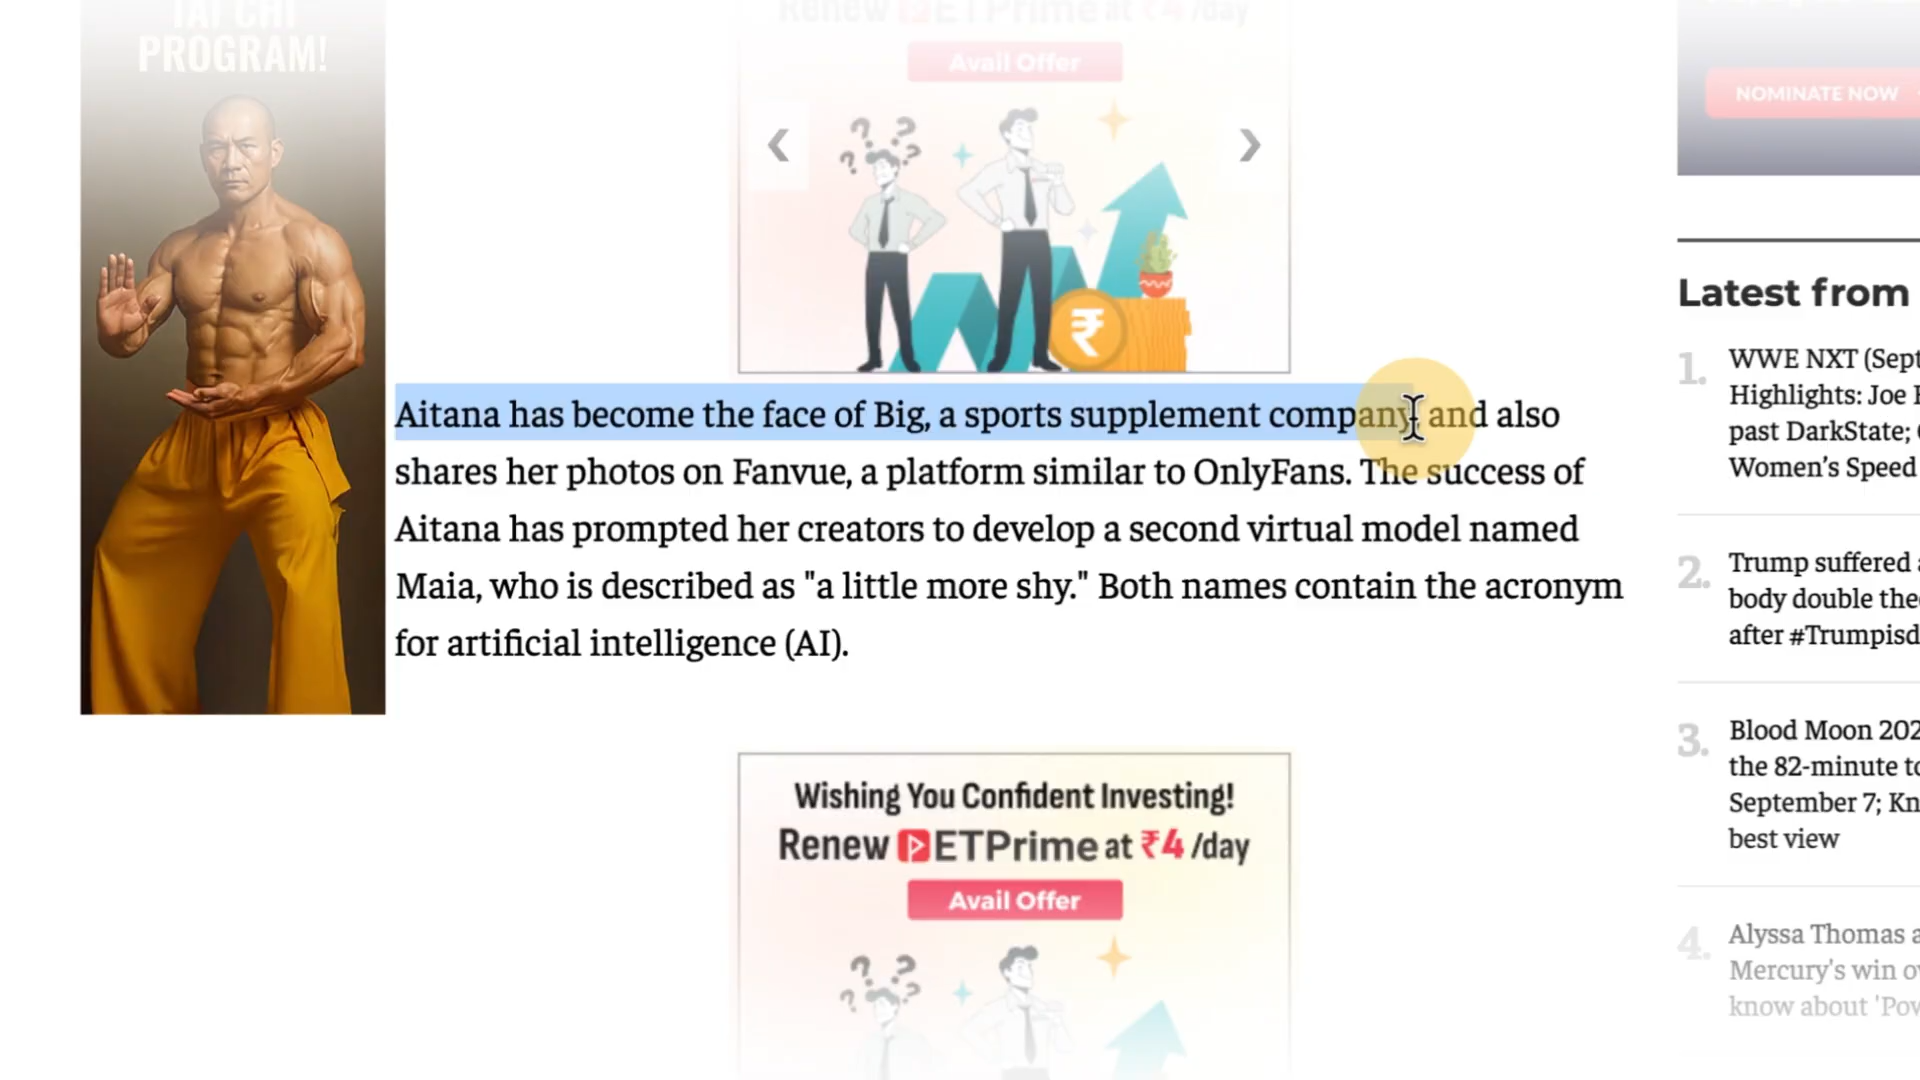 TAI CHI
PROGRAM!
Renew ETPrime at ₹4 /day
Avail Offer
₹
NOMINATE NOW
Aitana has become the face of Big, a sports supplement company, and also
shares her photos on Fanvue, a platform similar to OnlyFans. The success of
Aitana has prompted her creators to develop a second virtual model named
Maia, who is described as "a little more shy." Both names contain the acronym
for artificial intelligence (AI).
Wishing You Confident Investing!
Renew ETPrime at ₹4 /day
Avail Offer
Latest from
1. WWE NXT (Sept
Highlights: Joe
past DarkState;
Women's Speed
2. Trump suffered
body double
after #Trumpisd
3. Blood Moon 202
the 82-minute
September 7;
best view
4. Alyssa Thomas
Mercury's win
know about